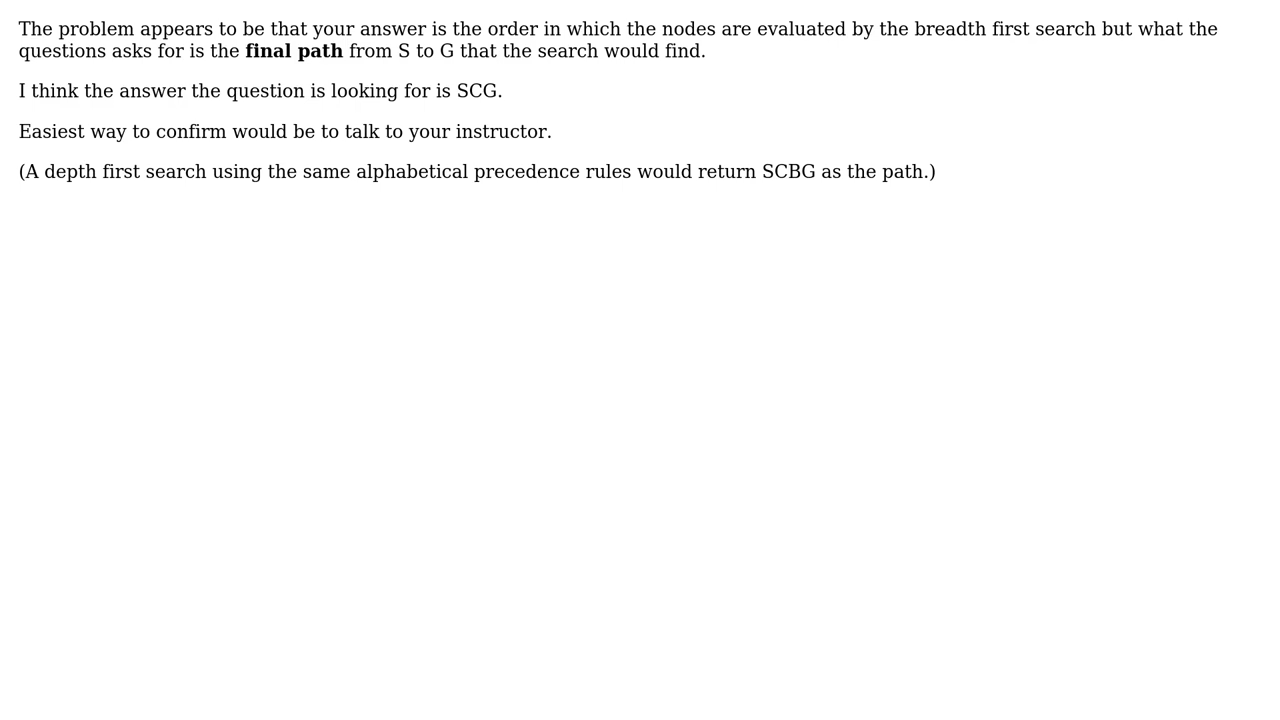 The problem appears to be that your answer is the order in which the nodes are evaluated by the breadth first search but what the
questions asks for is the final path from S to G that the search would find.
I think the answer the question is looking for is SCG.
Easiest way to confirm would be to talk to your instructor.
(A depth first search using the same alphabetical precedence rules would return SCBG as the path.)